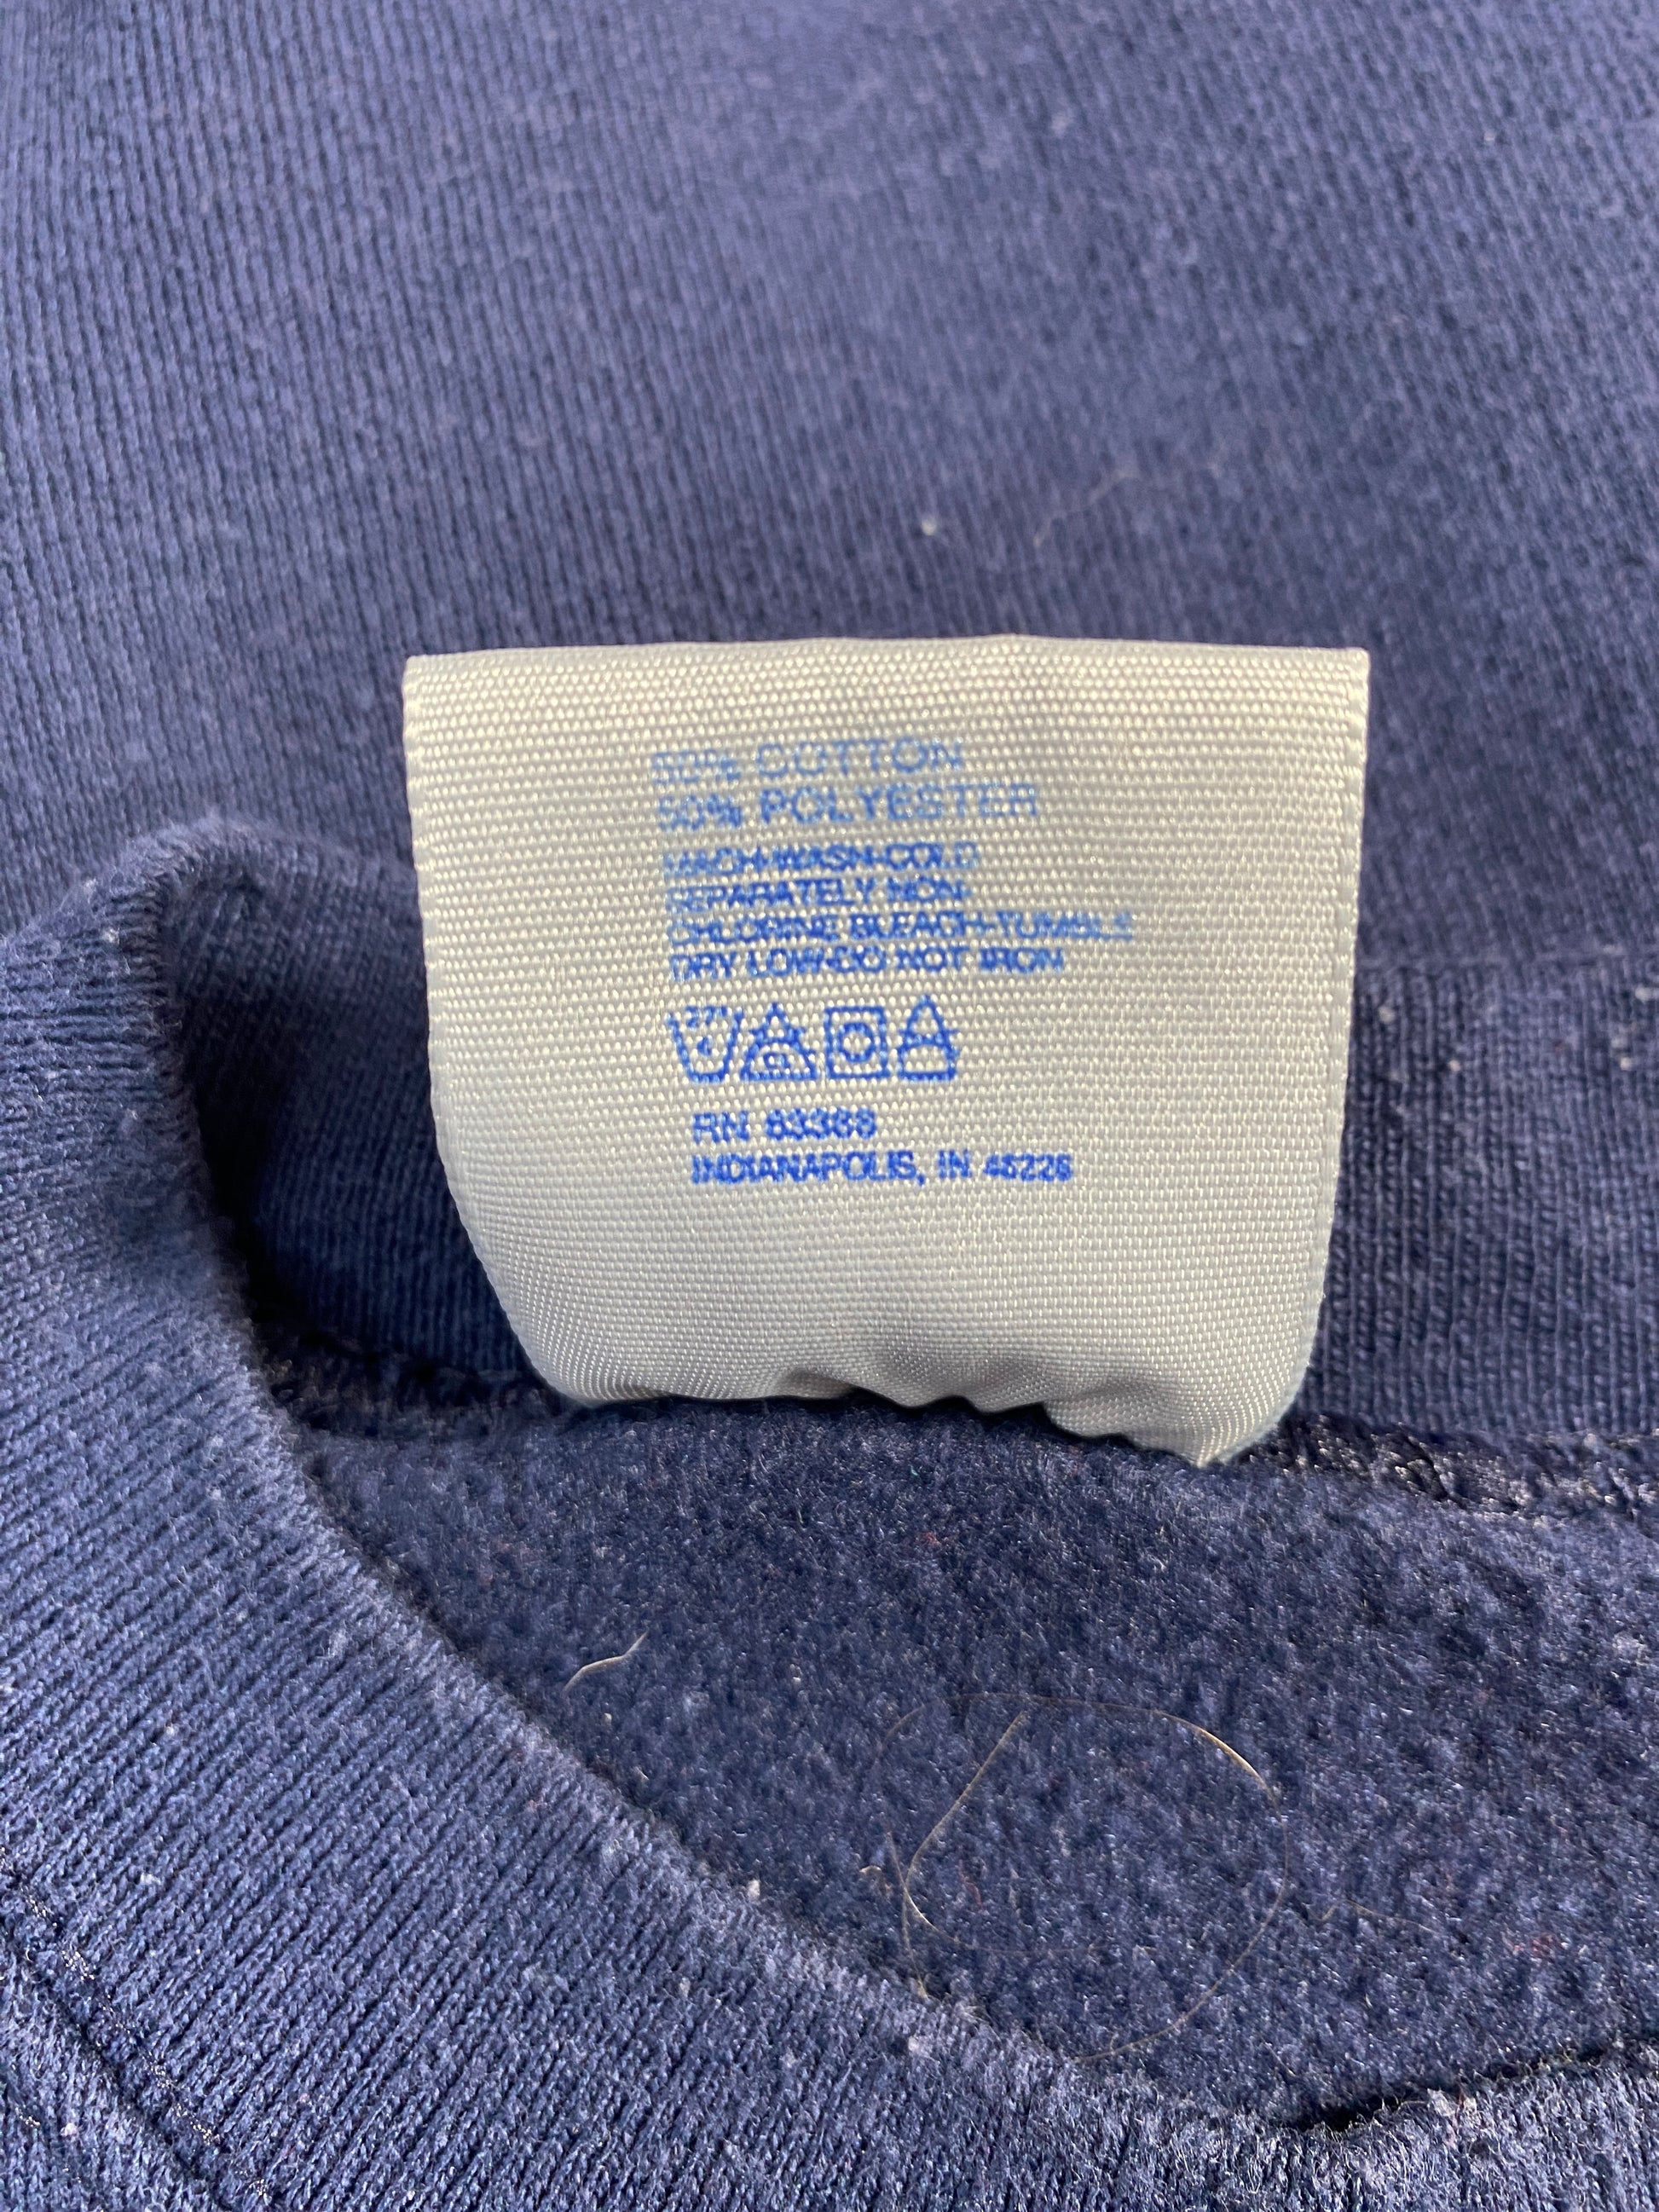 50% COTTON
50% POLYESTER
MACH-WASH-COLD
SEPARATELY NON-
CHLORINE BLEACH-TUMBLE
DRY LOW-DO NOT IRON
RN
INDIANAPOLIS, IN 46226